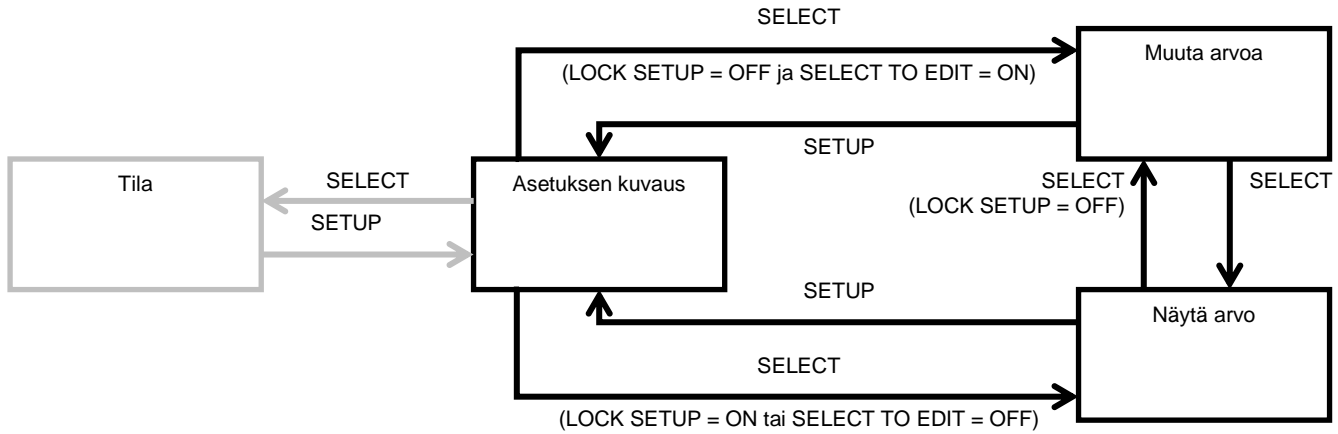 SELECT
Muuta arvoa
(LOCK SETUP = OFF ja SELECT TO EDIT = ON)
SETUP
Tila
SELECT
Asetuksen kuvaus
SELECT
(LOCK SETUP = OFF)
SELECT
SETUP
SETUP
Näytä arvo
SELECT
(LOCK SETUP = ON tai SELECT TO EDIT = OFF)